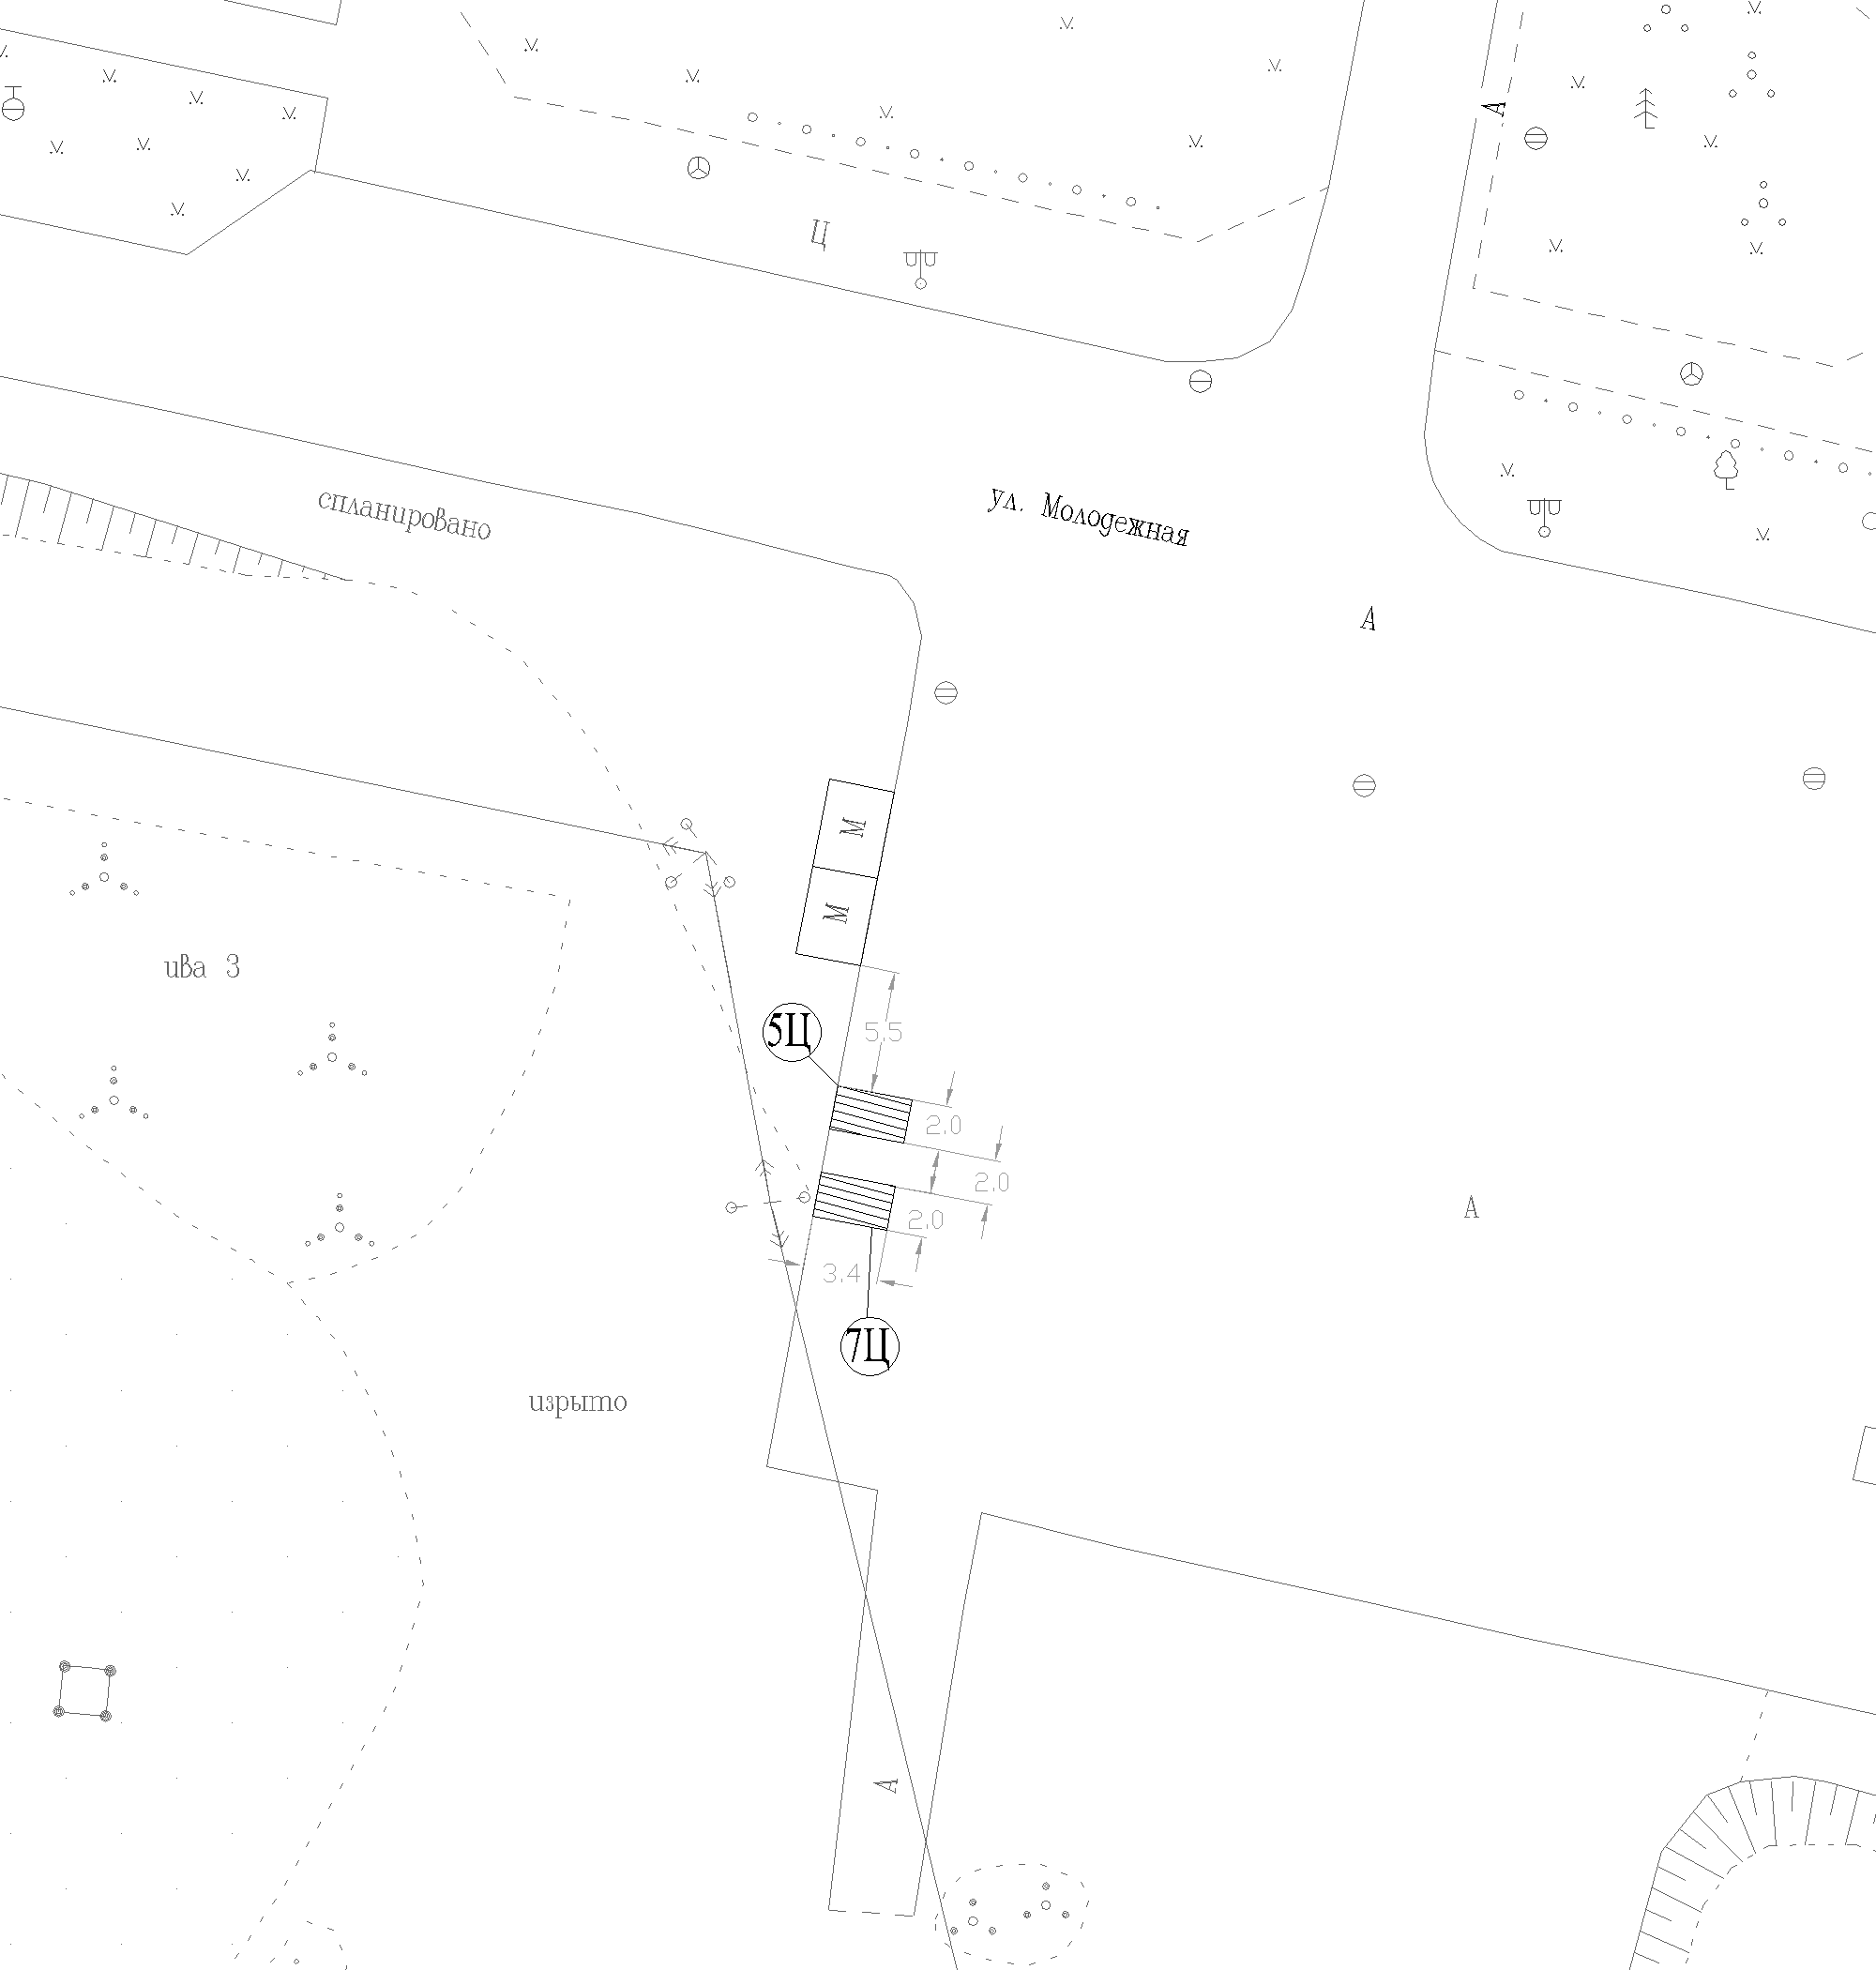 А
Ц
спланировано
ул. Молодежная
А
М
М
ива 3
5Ц
5.5
2.0
2.0
2.0
А
3.4
7Ц
изрыто
А